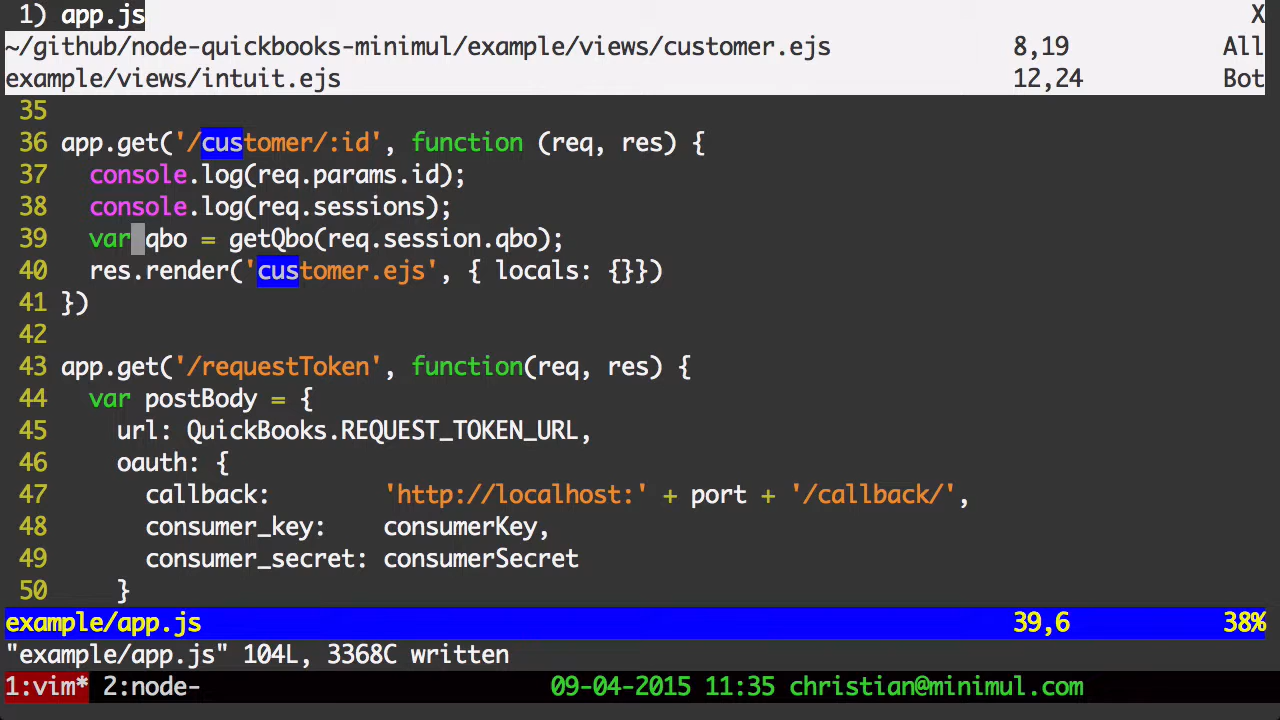 1) app.js X
~/github/node-quickbooks-minimul/example/views/customer.ejs 8,19 All
example/views/intuit.ejs 12,24 Bot
35
36 app.get('/customer/:id', function (req, res) {
37   console.log(req.params.id);
38   console.log(req.sessions);
39   var qbo = getQbo(req.session.qbo);
40   res.render('customer.ejs', { locals: {}})
41 })
42
43 app.get('/requestToken', function(req, res) {
44   var postBody = {
45     url: QuickBooks.REQUEST_TOKEN_URL,
46     oauth: {
47       callback:        'http://localhost:' + port + '/callback/',
48       consumer_key:    consumerKey,
49       consumer_secret: consumerSecret
50     }
example/app.js 39,6 38%
"example/app.js" 104L, 3368C written
1:vim* 2:node- 09-04-2015 11:35 christian@minimul.com